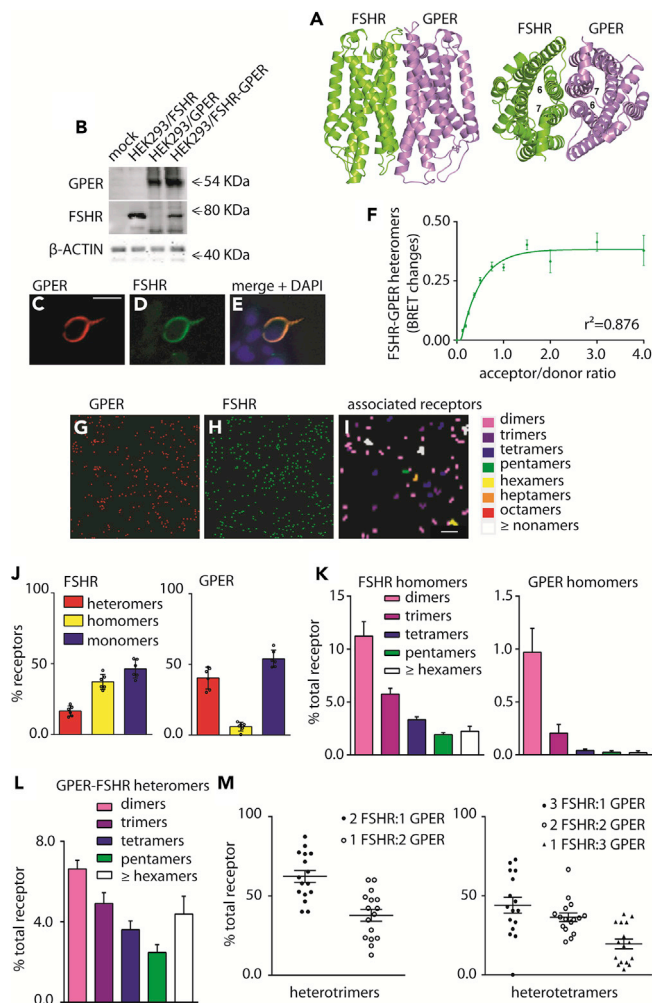 A
FSHR GPER
FSHR GPER
6
7
7
6
B
mock
HEK293/FSHR
HEK293/GPER
HEK293/FSHR-GPER
GPER
54 KDa
FSHR
80 KDa
β-ACTIN
40 KDa
GPER FSHR merge + DAPI
C D E
F
FSHR-GPER heteromers
(BRET changes)
0.50
0.25
0.00
0.0 1.0 2.0 3.0 4.0
r²=0.876
acceptor/donor ratio
GPER FSHR associated receptors
G H I
dimers
trimers
tetramers
pentamers
hexamers
heptamers
octamers
≥ nonamers
J
FSHR GPER
% receptors
100
50
0.0
heteromers
homomers
monomers
100
50
0.0
K
FSHR homomers GPER homomers
% total receptor
15
10
5.0
0.0
dimers
trimers
tetramers
pentamers
≥ hexamers
1.5
1.0
0.5
0.0
L
GPER-FSHR heteromers
% total receptor
8.0
4.0
0.0
dimers
trimers
tetramers
pentamers
≥ hexamers
M
% total receptor
100
50
0.0
2 FSHR:1 GPER
1 FSHR:2 GPER
heterotrimers
100
50
0.0
3 FSHR:1 GPER
2 FSHR:2 GPER
1 FSHR:3 GPER
heterotetramers